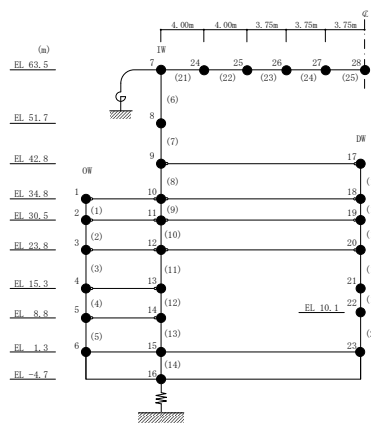 ℄
4.00m 4.00m 3.75m 3.75m 3.75m
(m) IW
EL 63.5 7 24 25 26 27 28
(21) (22) (23) (24) (25)
(6)
EL 51.7 8
(7)
EL 42.8 9 DW 17
OW (8)
EL 34.8 1 10 18
(1) (9)
EL 30.5 2 11 19
(2) (10)
EL 23.8 3 12 20
(3) (11)
EL 15.3 4 13 21
(4) (12) EL 10.1 22
EL 8.8 5 14
(5) (13)
EL 1.3 6 15 23
(14)
EL -4.7 16